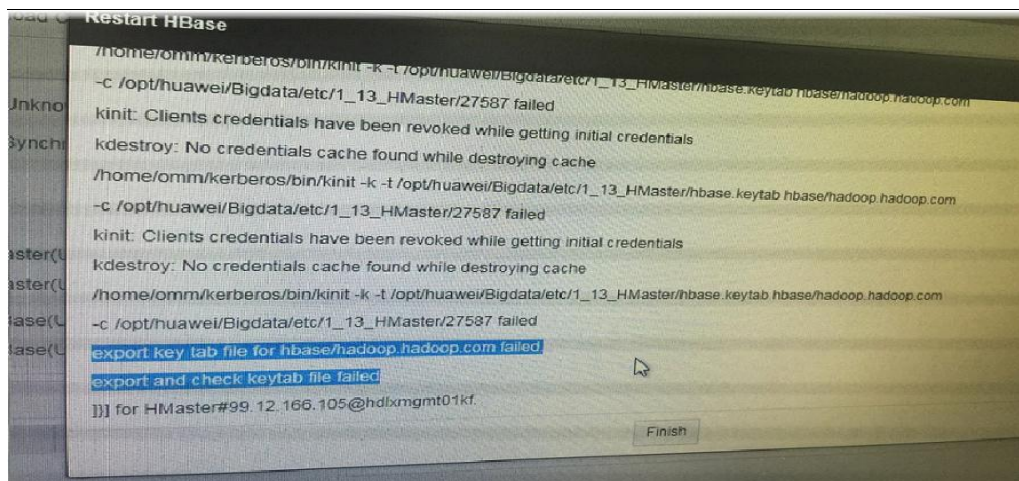 Restart HBase
/home/omm/kerberos/bin/kinit -k -t /opt/huawei/Bigdata/etc/1_13_HMaster/hbase.keytab hbase/hadoop.hadoop.com
-c /opt/huawei/Bigdata/etc/1_13_HMaster/27587 failed
kinit: Clients credentials have been revoked while getting initial credentials
kdestroy: No credentials cache found while destroying cache
/home/omm/kerberos/bin/kinit -k -t /opt/huawei/Bigdata/etc/1_13_HMaster/hbase.keytab hbase/hadoop.hadoop.com
-c /opt/huawei/Bigdata/etc/1_13_HMaster/27587 failed
kinit: Clients credentials have been revoked while getting initial credentials
kdestroy: No credentials cache found while destroying cache
/home/omm/kerberos/bin/kinit -k -t /opt/huawei/Bigdata/etc/1_13_HMaster/hbase.keytab hbase/hadoop.hadoop.com
-c /opt/huawei/Bigdata/etc/1_13_HMaster/27587 failed
export key tab file for hbase/hadoop.hadoop.com failed
export and check keytab file failed
]}] for HMaster#99.12.166.105@hdlxmgmt01kf.
Finish
Unkno
Synchr
aster(U
aster(U
Base(U
Base(U